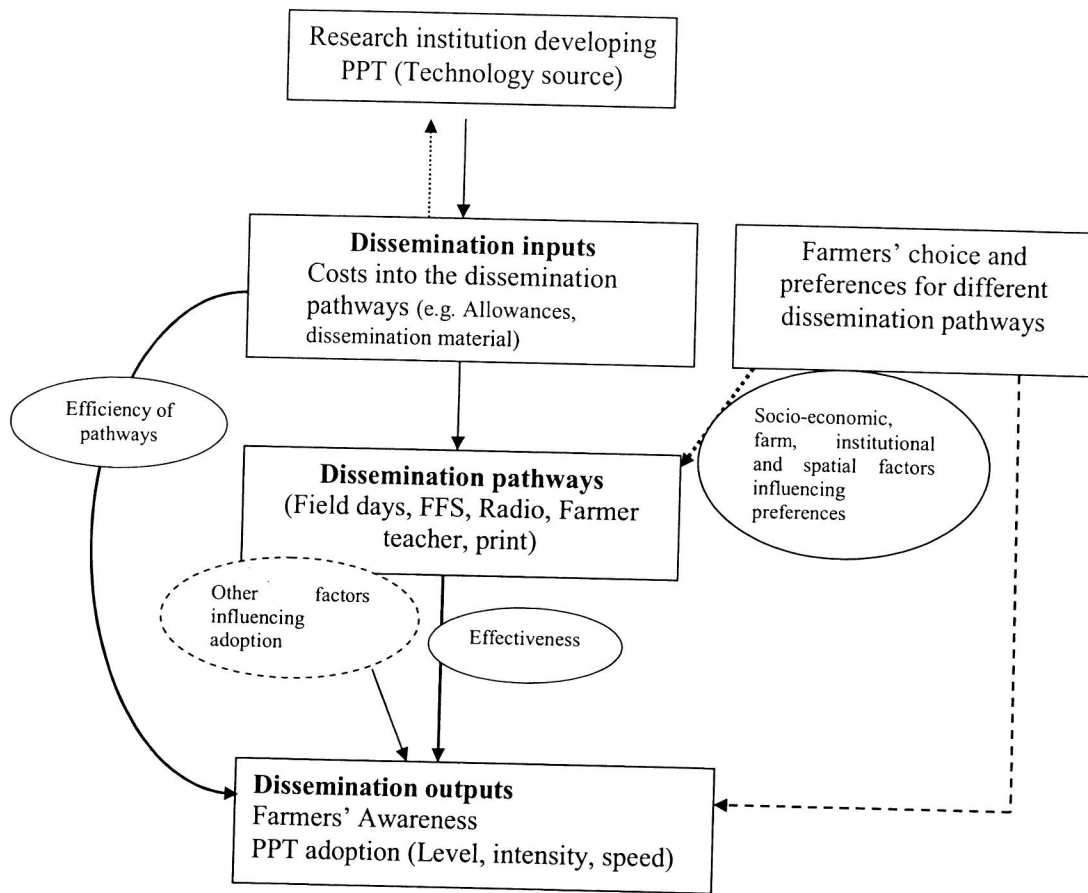 Research institution developing
PPT (Technology source)
Dissemination inputs
Costs into the dissemination
pathways (e.g. Allowances,
dissemination material)
Farmers’ choice and
preferences for different
dissemination pathways
Efficiency of
pathways
Socio-economic,
farm, institutional
and spatial factors
influencing
preferences
Dissemination pathways
(Field days, FFS, Radio, Farmer
teacher, print)
Other factors
influencing
adoption
Effectiveness
Dissemination outputs
Farmers’ Awareness
PPT adoption (Level, intensity, speed)